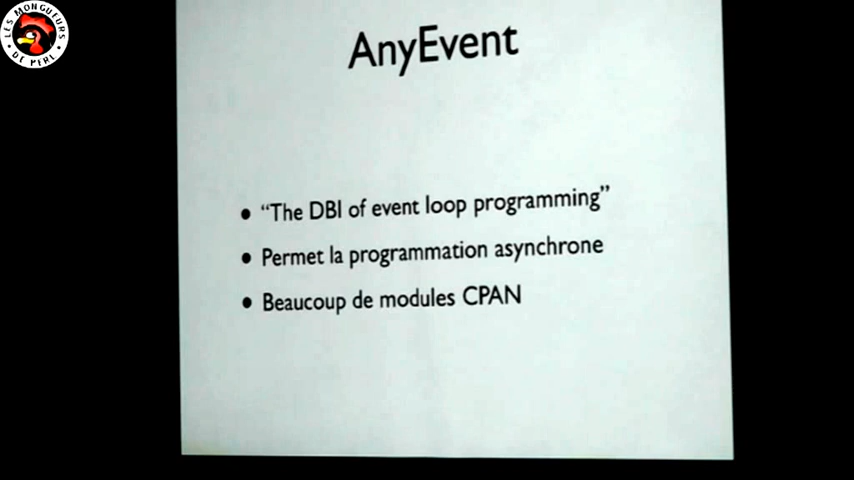 LES MONGUEURS
DE PERL
AnyEvent
• “The DBI of event loop programming”
• Permet la programmation asynchrone
• Beaucoup de modules CPAN